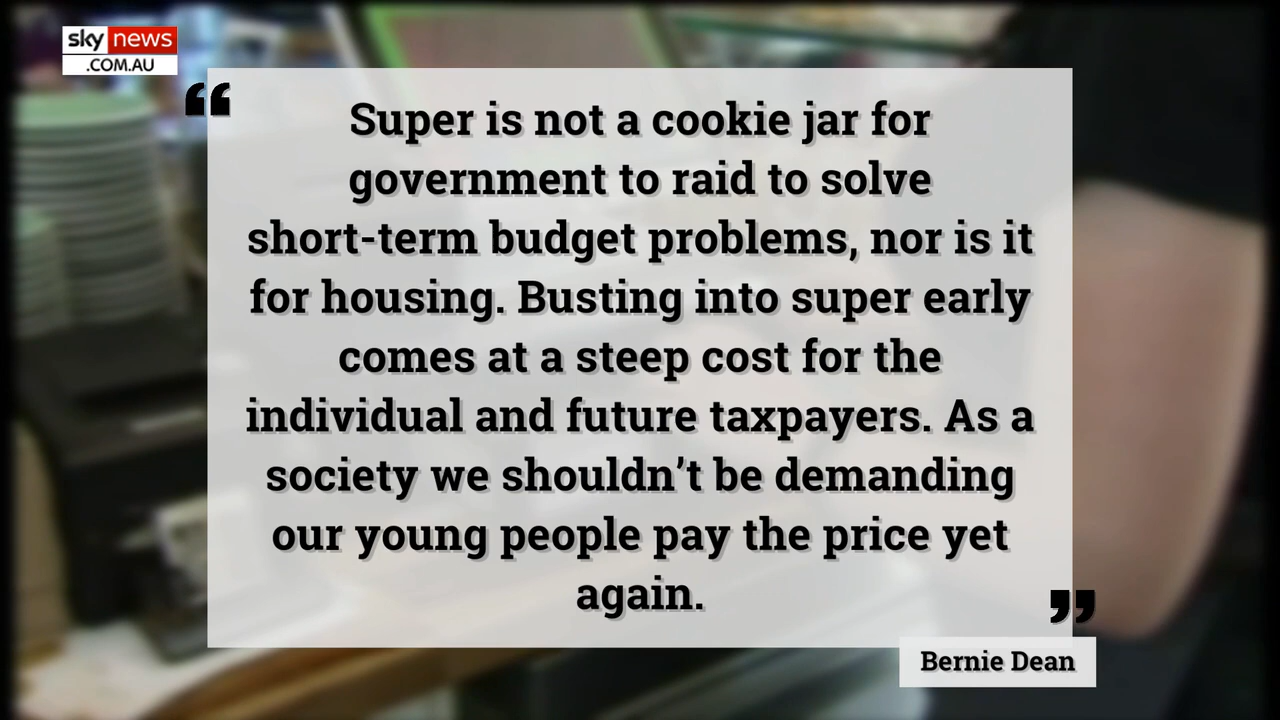 sky news
.COM.AU
“
Super is not a cookie jar for
government to raid to solve
short-term budget problems, nor is it
for housing. Busting into super early
comes at a steep cost for the
individual and future taxpayers. As a
society we shouldn’t be demanding
our young people pay the price yet
again.
”
Bernie Dean